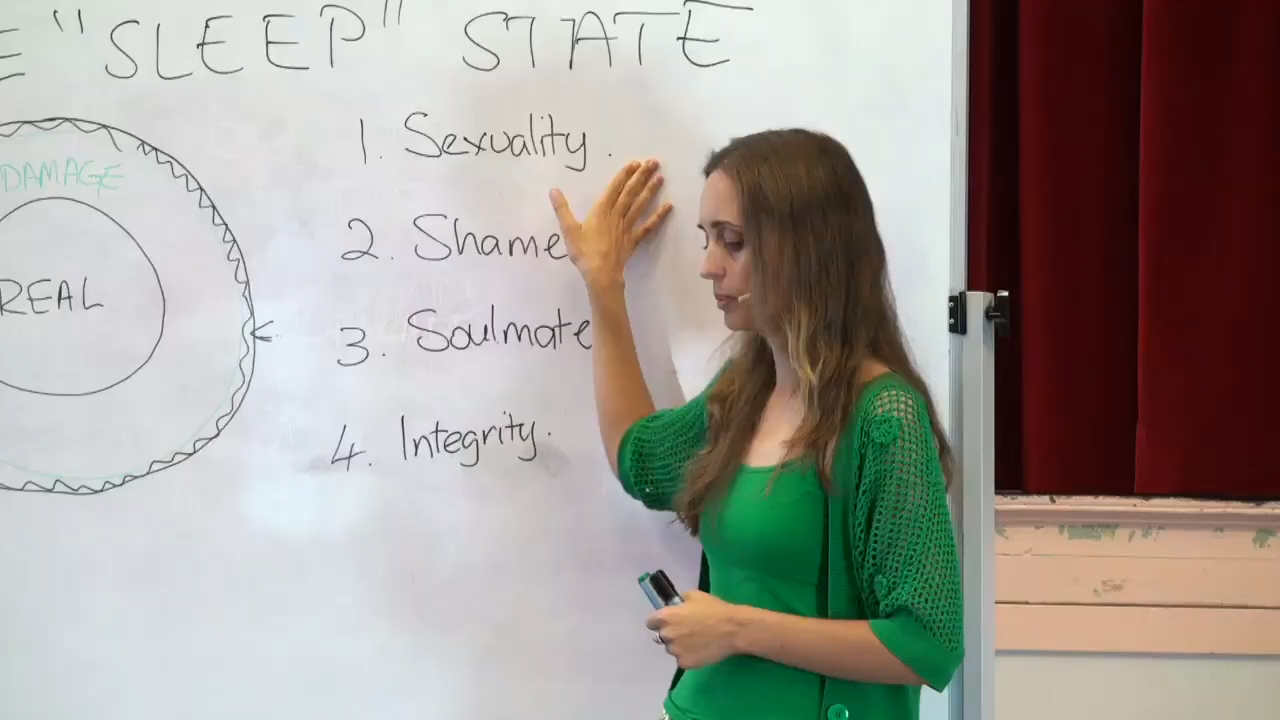 E "SLEEP" STATE
1. Sexuality.
DAMAGE
2. Shame
REAL
3. Soulmate
4. Integrity.